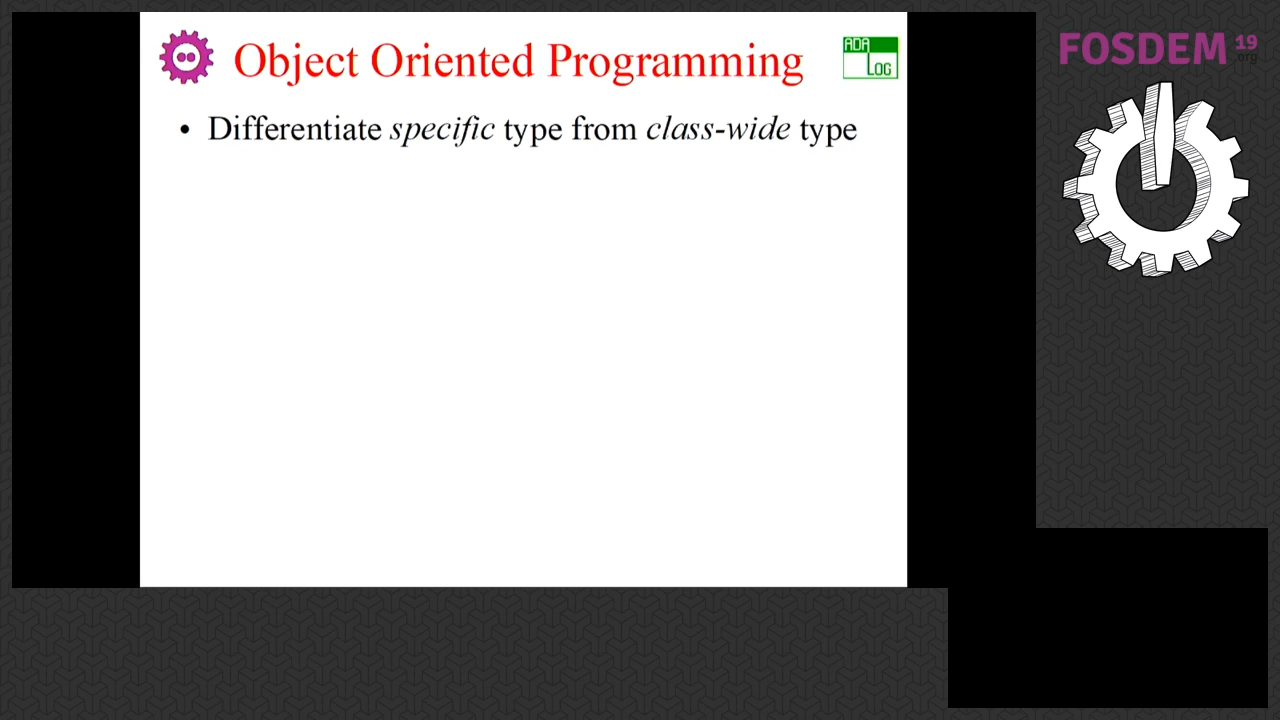 Object Oriented Programming
ADA
LOG
FOSDEM 19
.org
• Differentiate specific type from class-wide type